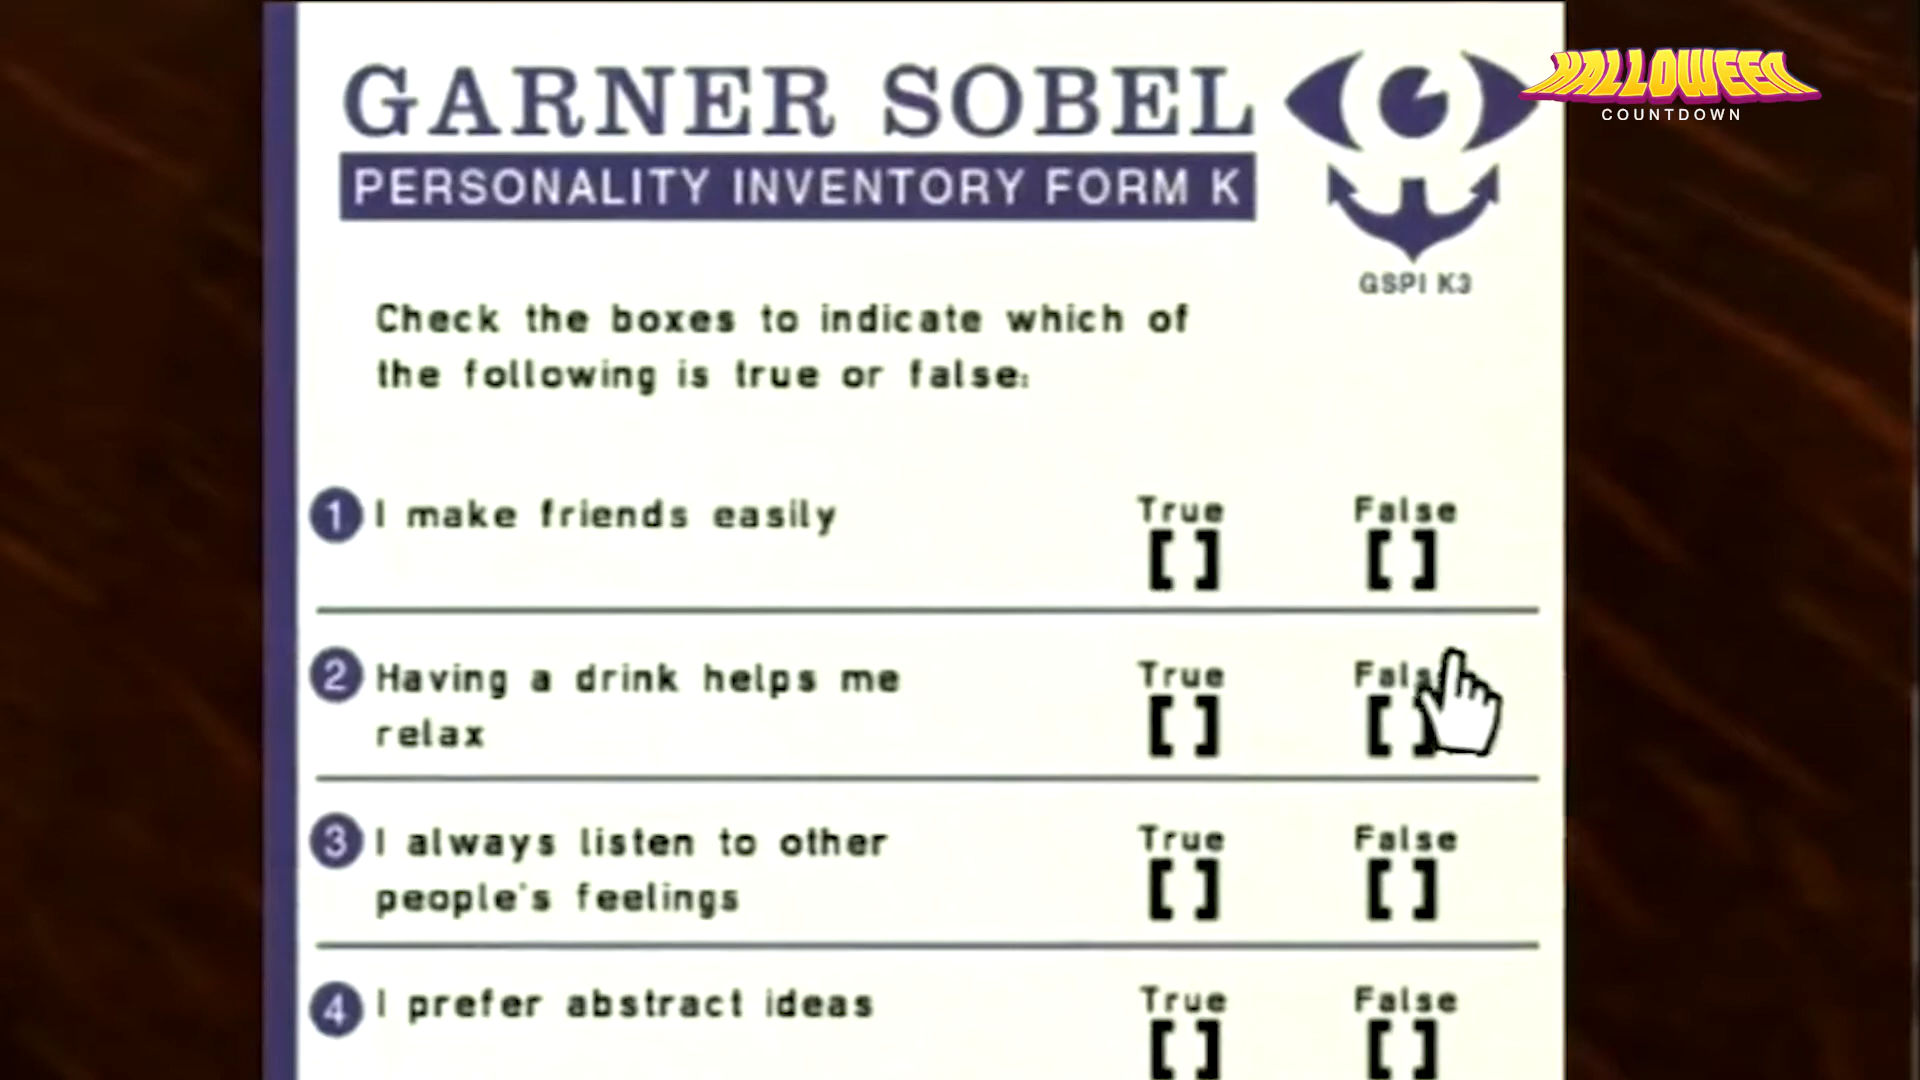 GARNER SOBEL
PERSONALITY INVENTORY FORM K
HALLOWEEN
COUNTDOWN
GSPI K3
Check the boxes to indicate which of
the following is true or false:
1 I make friends easily True False
[ ] [ ]
2 Having a drink helps me True False
relax [ ] [ ]
3 I always listen to other True False
people's feelings [ ] [ ]
4 I prefer abstract ideas True False
[ ] [ ]